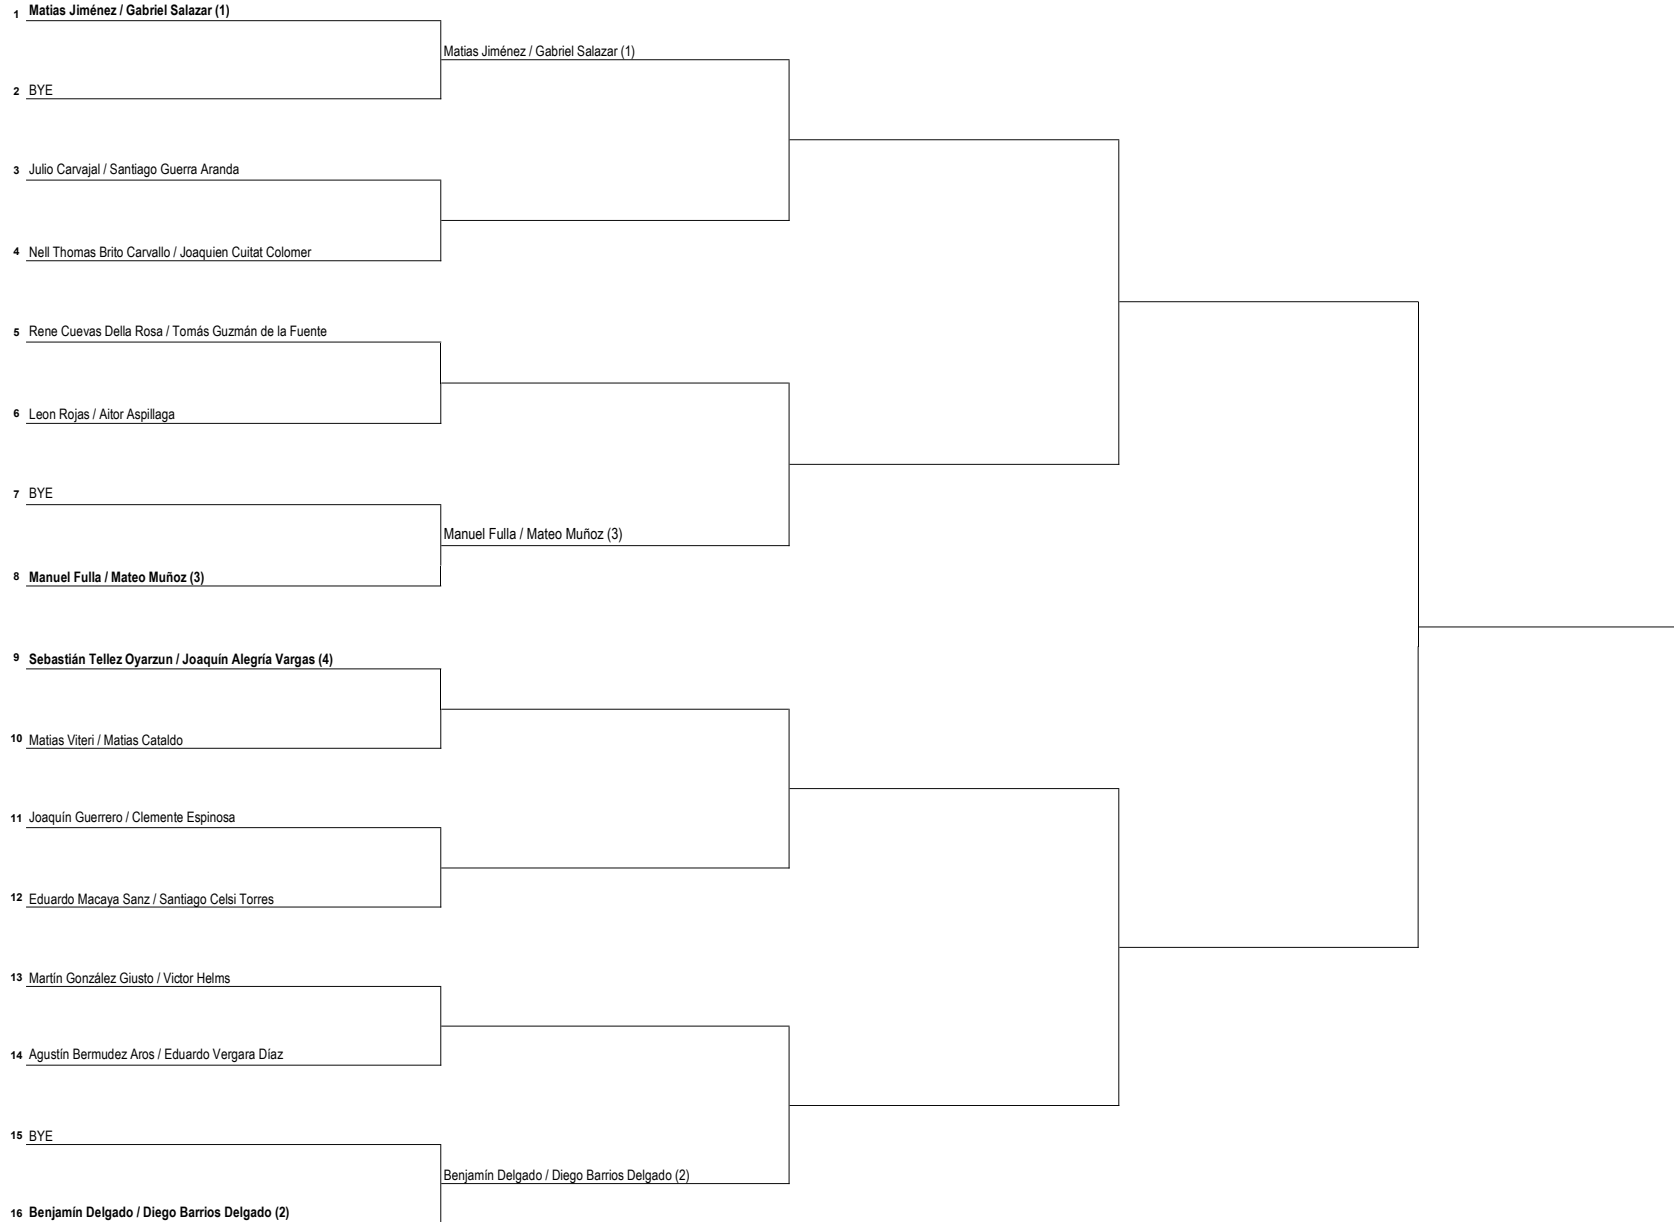 1 Matias Jiménez / Gabriel Salazar (1)
Matias Jiménez / Gabriel Salazar (1)
2 BYE
3 Julio Carvajal / Santiago Guerra Aranda
4 Nell Thomas Brito Carvallo / Joaquien Cuitat Colomer
5 Rene Cuevas Della Rosa / Tomás Guzmán de la Fuente
6 Leon Rojas / Aitor Aspillaga
7 BYE
Manuel Fulla / Mateo Muñoz (3)
8 Manuel Fulla / Mateo Muñoz (3)
9 Sebastián Tellez Oyarzun / Joaquín Alegría Vargas (4)
10 Matias Viteri / Matias Cataldo
11 Joaquín Guerrero / Clemente Espinosa
12 Eduardo Macaya Sanz / Santiago Celsi Torres
13 Martín González Giusto / Victor Helms
14 Agustín Bermudez Aros / Eduardo Vergara Díaz
15 BYE
Benjamín Delgado / Diego Barrios Delgado (2)
16 Benjamín Delgado / Diego Barrios Delgado (2)